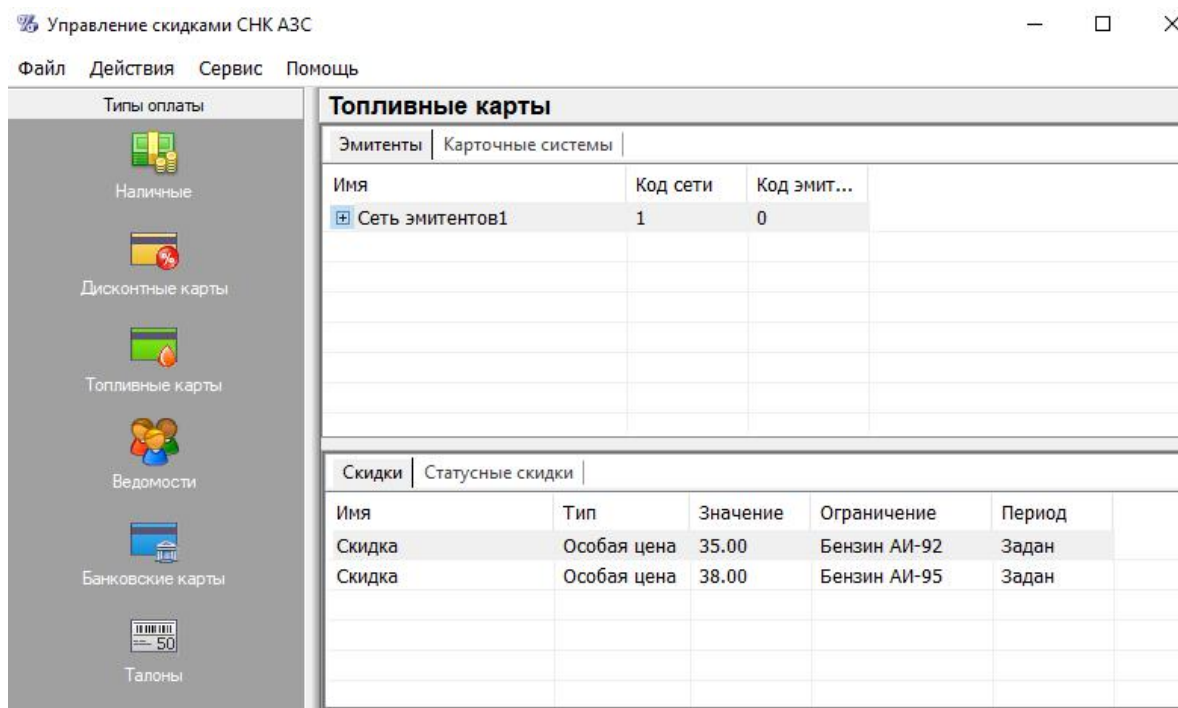 Управление скидками СНК АЗС
Файл Действия Сервис Помощь
Типы оплаты
Наличные
Дисконтные карты
Топливные карты
Ведомости
Банковские карты
50
Талоны
Топливные карты
Эмитенты Карточные системы
Имя Код сети Код эмит...
Сеть эмитентов1 1 0
Скидки Статусные скидки
Имя Тип Значение Ограничение Период
Скидка Особая цена 35.00 Бензин АИ-92 Задан
Скидка Особая цена 38.00 Бензин АИ-95 Задан